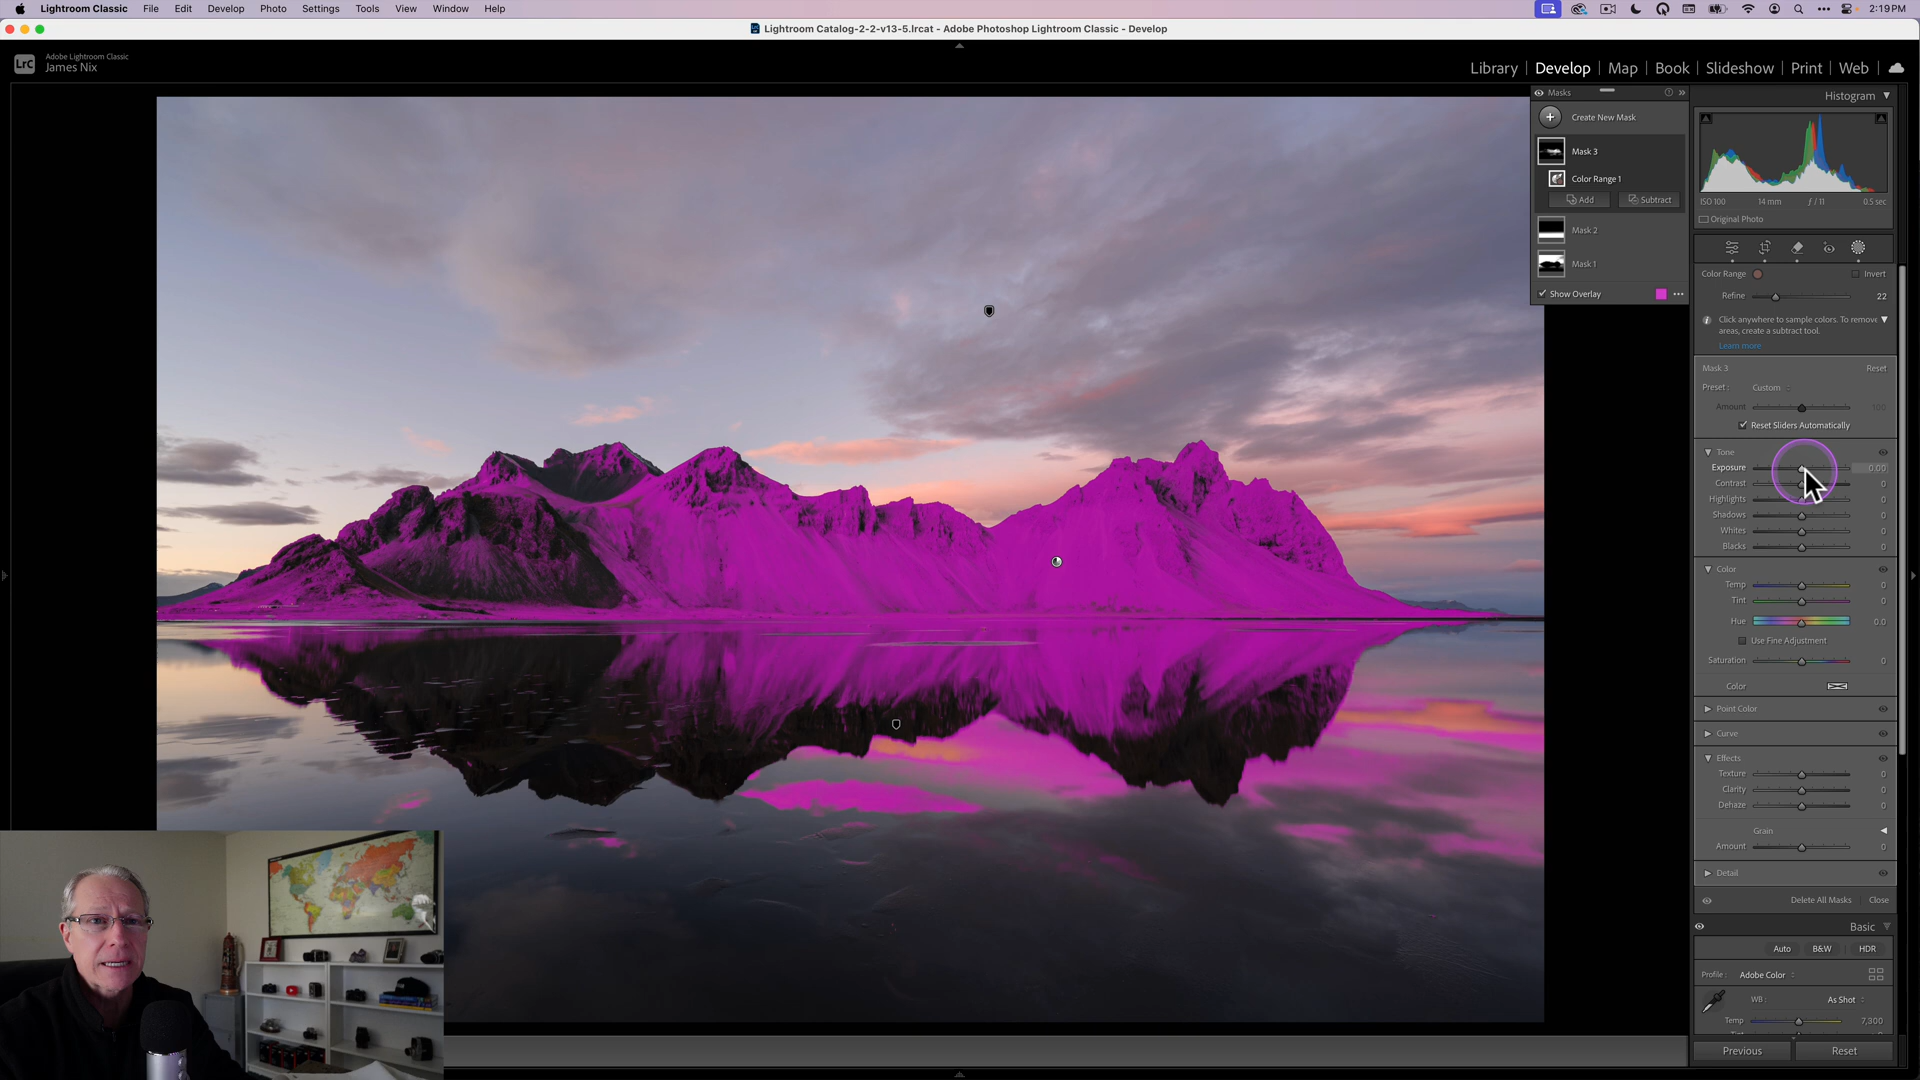 Lightroom Classic File Edit Develop Photo Settings Tools View Window Help 2:19 PM
Lightroom Catalog-2-2-v13-5.lrcat - Adobe Photoshop Lightroom Classic - Develop
LrC
Adobe Lightroom Classic
James Nix
Library | Develop | Map | Book | Slideshow | Print | Web
Masks
Create New Mask
Mask 3
Color Range 1
Add Subtract
Mask 2
Mask 1
Show Overlay
Histogram
ISO 100 14 mm ƒ / 11 0.5 sec
Original Photo
Color Range Invert
Refine 22
Click anywhere to sample colors. To remove
areas, create a subtract tool.
Learn more
Mask 3 Reset
Preset : Custom
Amount 100
Reset Sliders Automatically
Tone
Exposure 0.00
Contrast 0
Highlights 0
Shadows 0
Whites 0
Blacks 0
Color
Temp 0
Tint 0
Hue 0.0
Use Fine Adjustment
Saturation 0
Color
Point Color
Curve
Effects
Texture 0
Clarity 0
Dehaze 0
Grain
Amount 0
Detail
Delete All Masks Close
Basic
Auto B&W HDR
Profile : Adobe Color
WB : As Shot
Temp 7,300
Previous Reset